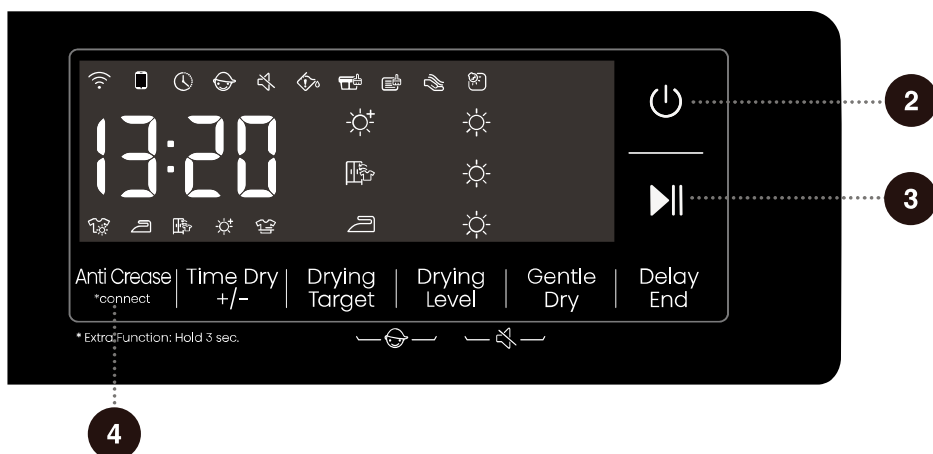 13:20
2
3
Anti Crease
*connect
Time Dry
+/-
Drying
Target
Drying
Level
Gentle
Dry
Delay
End
* Extra Function: Hold 3 sec.
4